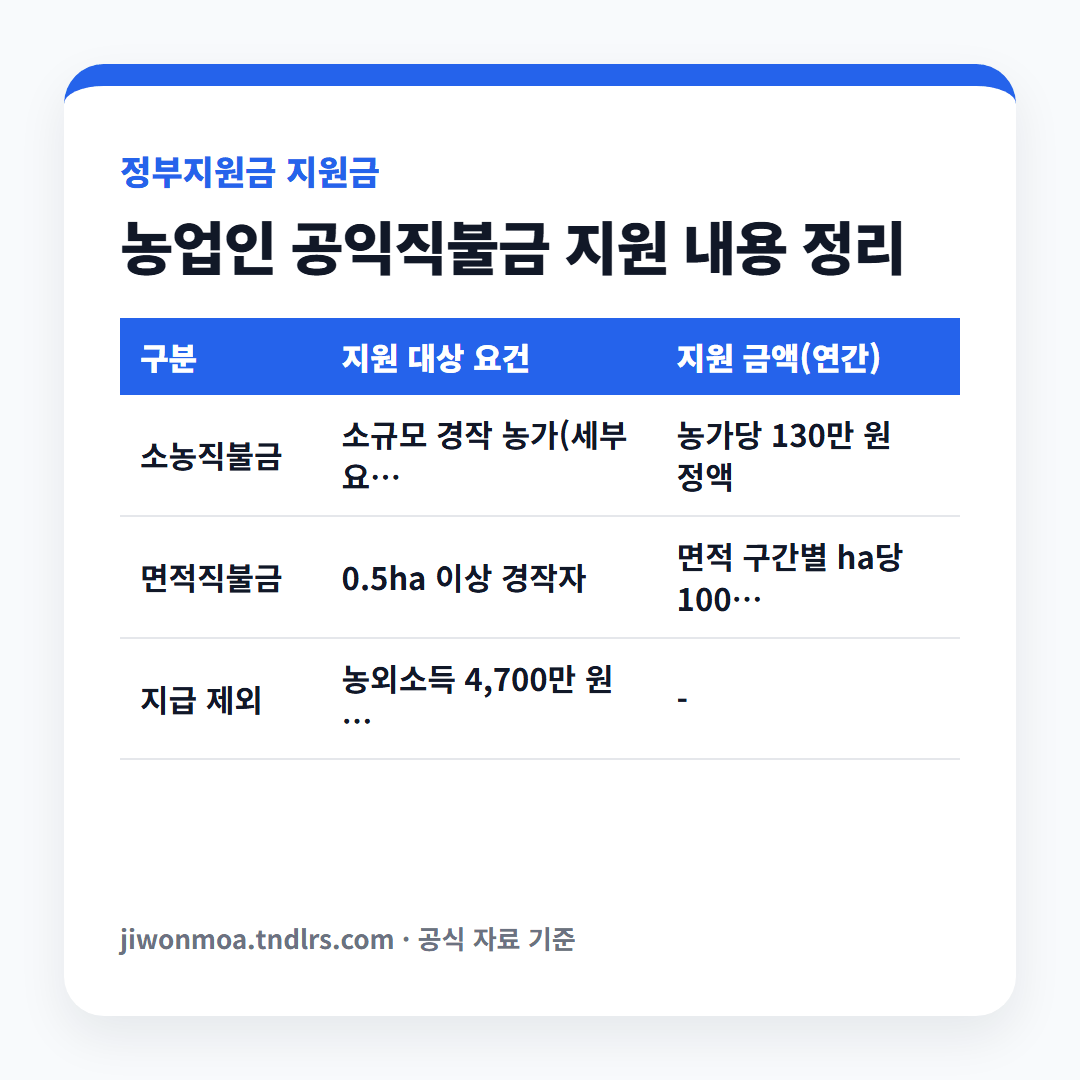 정부지원금 지원금
농업인 공익직불금 지원 내용 정리
구분 지원 대상 요건 지원 금액(연간)
소농직불금 소규모 경작 농가(세부 요… 농가당 130만 원 정액
면적직불금 0.5ha 이상 경작자 면적 구간별 ha당 100…
지급 제외 농외소득 4,700만 원 … -
jiwonmoa.tndlrs.com · 공식 자료 기준